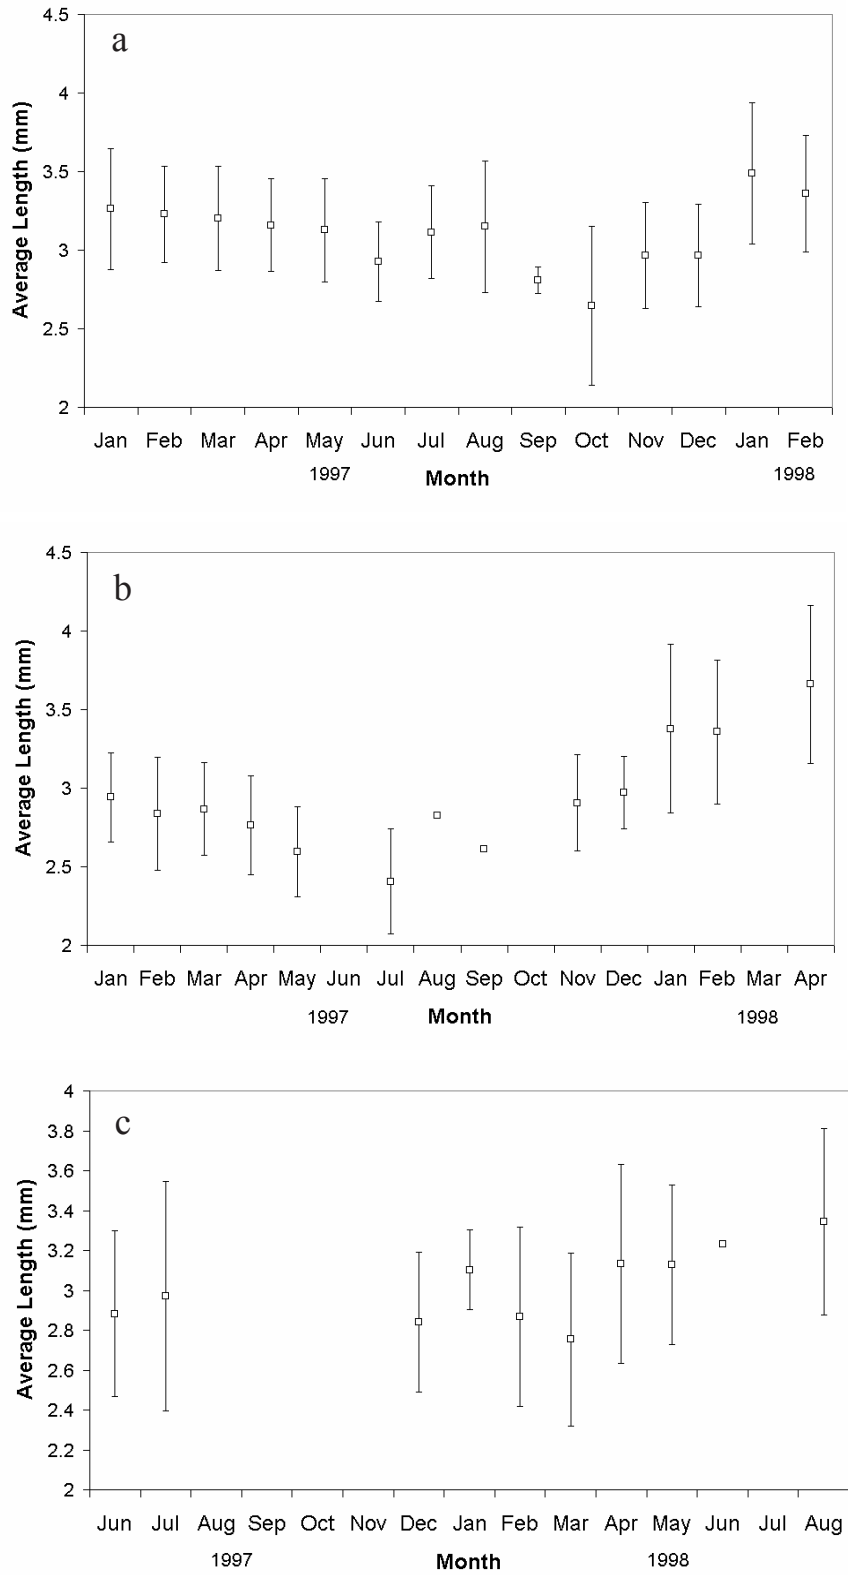 a
4.5
4
3.5
3
2.5
2
Average Length (mm)
Jan Feb Mar Apr May Jun Jul Aug Sep Oct Nov Dec Jan Feb
1997 Month 1998
b
4.5
4
3.5
3
2.5
2
Average Length (mm)
Jan Feb Mar Apr May Jun Jul Aug Sep Oct Nov Dec Jan Feb Mar Apr
1997 Month 1998
c
4
3.8
3.6
3.4
3.2
3
2.8
2.6
2.4
2.2
2
Average Length (mm)
Jun Jul Aug Sep Oct Nov Dec Jan Feb Mar Apr May Jun Jul Aug
1997 Month 1998